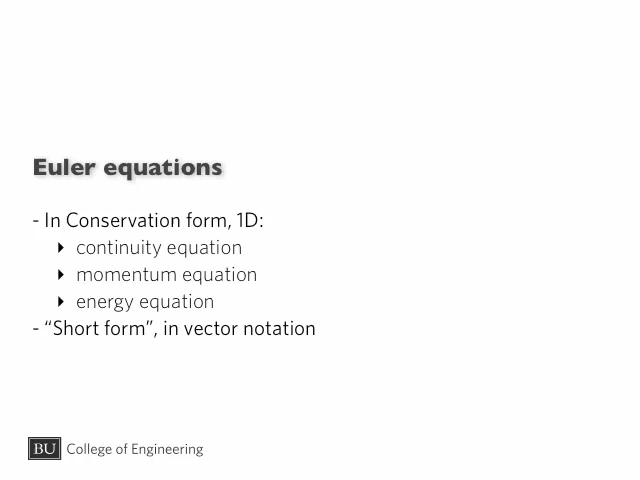 Euler equations
- In Conservation form, 1D:
‣ continuity equation
‣ momentum equation
‣ energy equation
- “Short form”, in vector notation
BU College of Engineering